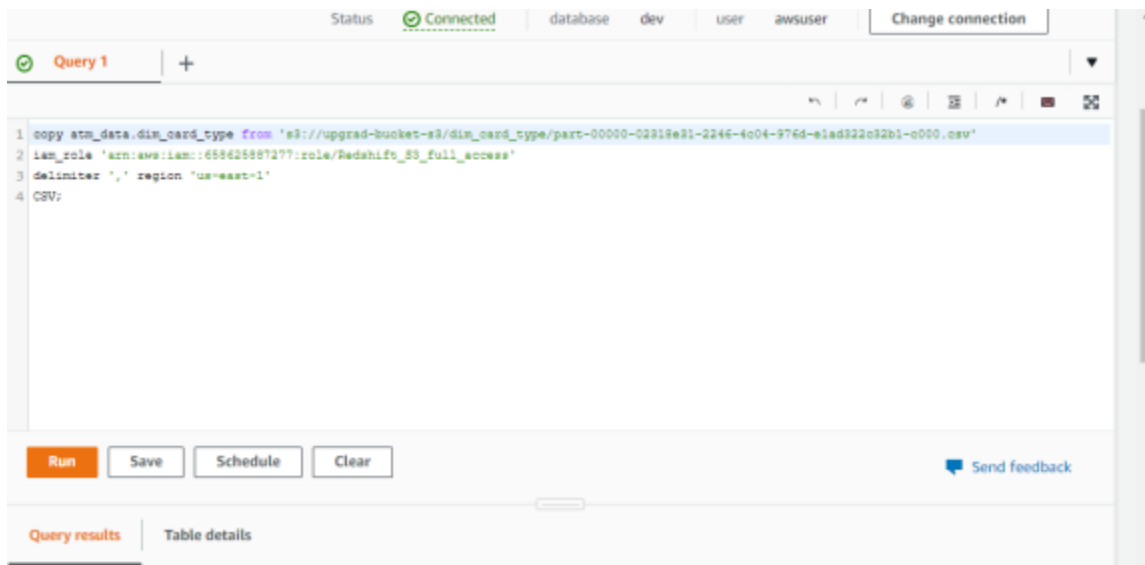 Status Connected database dev user awsuser Change connection
Query 1 +
1 copy atm_data.dim_card_type from 's3://upgrad-bucket-s3/dim_card_type/part-00000-02318e31-2246-4c04-976d-e1ad322c32b1-c000.csv'
2 iam_role 'arn:aws:iam::658625887277:role/Redshift_S3_full_access'
3 delimiter ',' region 'us-east-1'
4 CSV;
Run Save Schedule Clear
Send feedback
Query results Table details